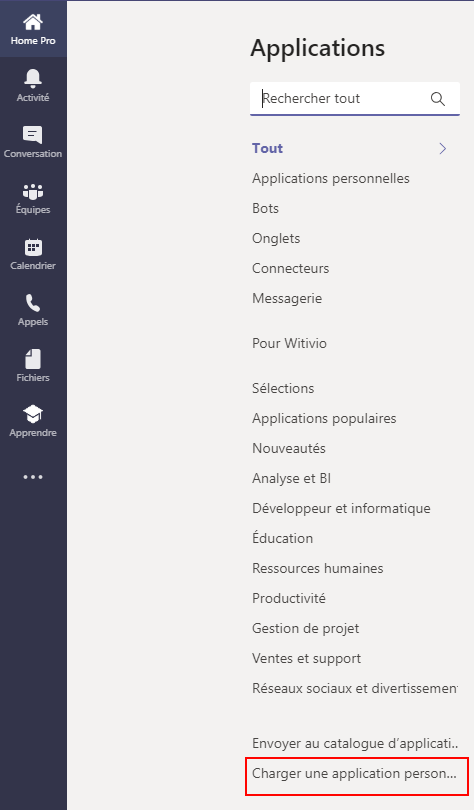 Home Pro
Activité
Conversation
Équipes
Calendrier
Appels
Fichiers
Apprendre
Applications
Rechercher tout
Tout
Applications personnelles
Bots
Onglets
Connecteurs
Messagerie
Pour Witivio
Sélections
Applications populaires
Nouveautés
Analyse et BI
Développeur et informatique
Éducation
Ressources humaines
Productivité
Gestion de projet
Ventes et support
Réseaux sociaux et divertissemen
Envoyer au catalogue d’applicati..
Charger une application person...